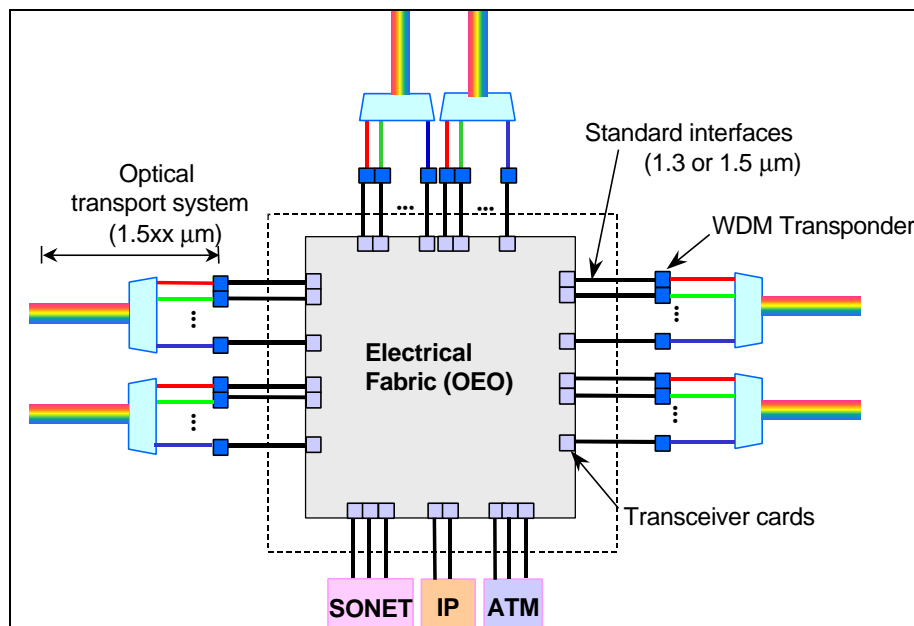 Standard interfaces
(1.3 or 1.5 μm)
Optical
transport system
(1.5xx μm)
WDM Transponder
...
...
...
...
Electrical
Fabric (OEO)
...
...
Transceiver cards
SONET
IP
ATM